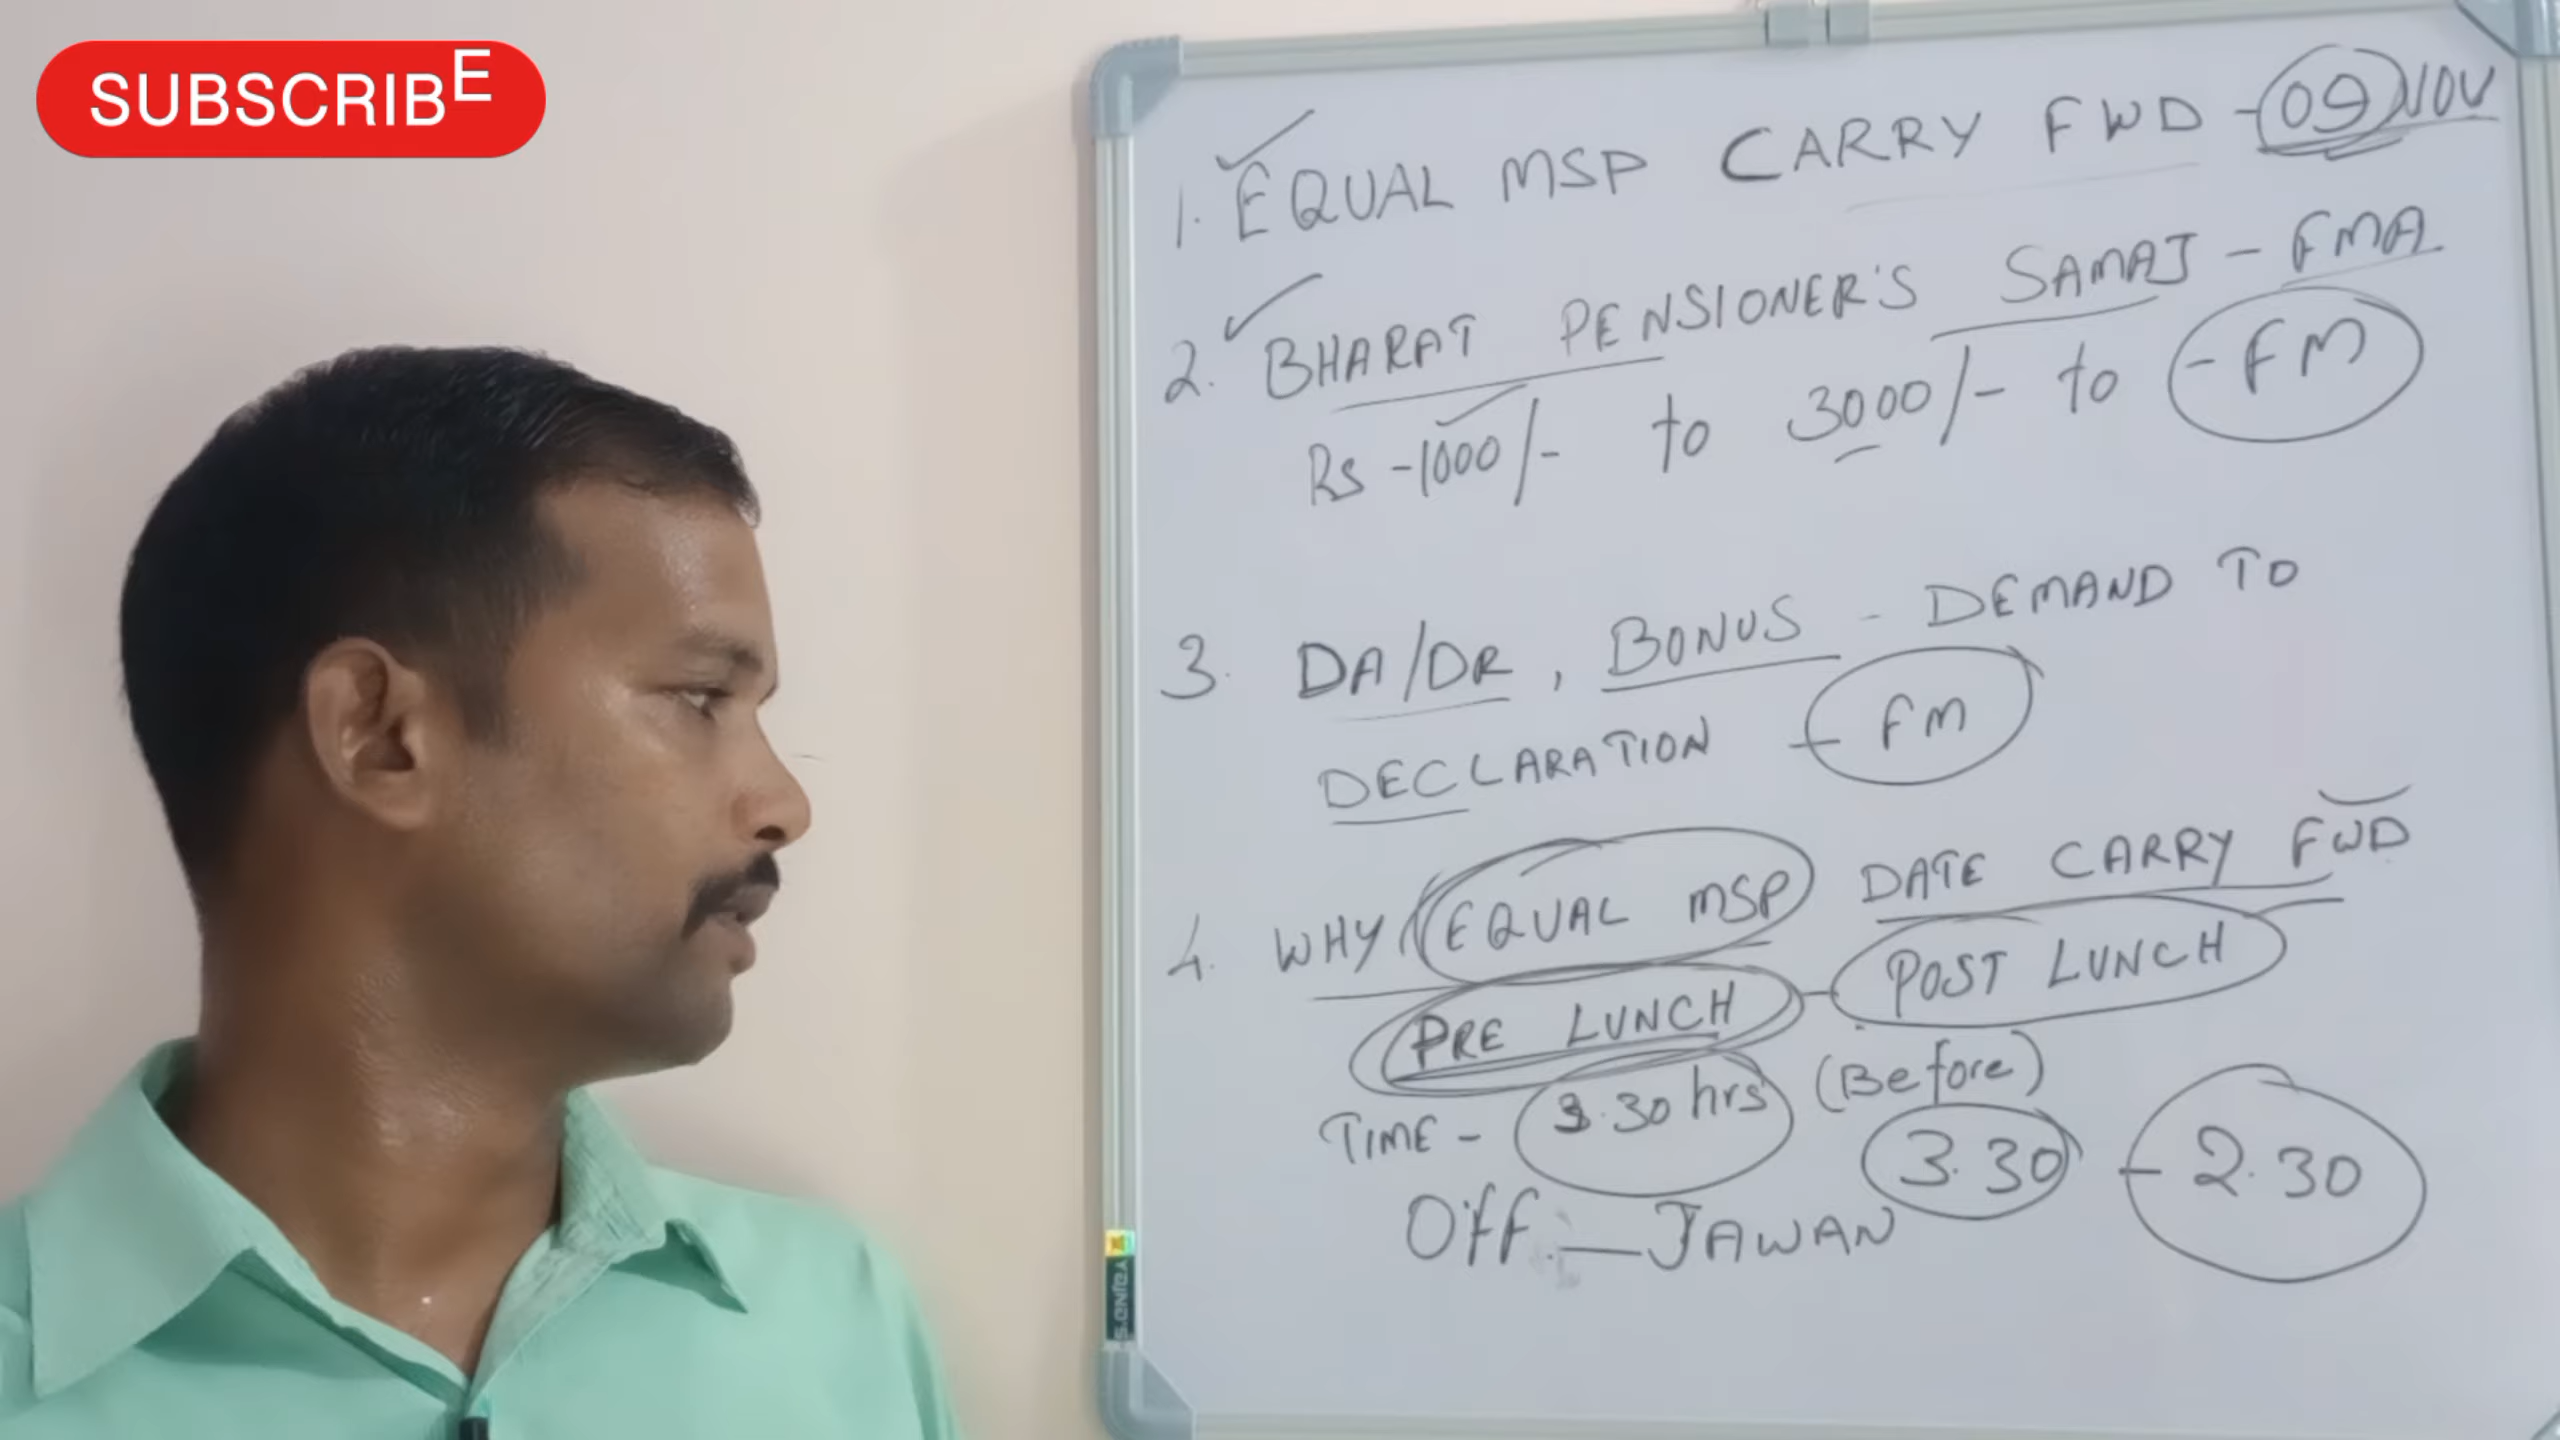 SUBSCRIBE
1. EQUAL MSP CARRY FWD - 09 NOV
2. BHARAT PENSIONER'S SAMAJ - FMA
Rs -1000/- to 3000/- to - FM
3. DA/DR, BONUS - DEMAND TO
DECLARATION - FM
4. WHY EQUAL MSP DATE CARRY FWD
PRE LUNCH - POST LUNCH
TIME - 3.30 hrs (Before)
3.30 - 2.30
Off. - JAWAN